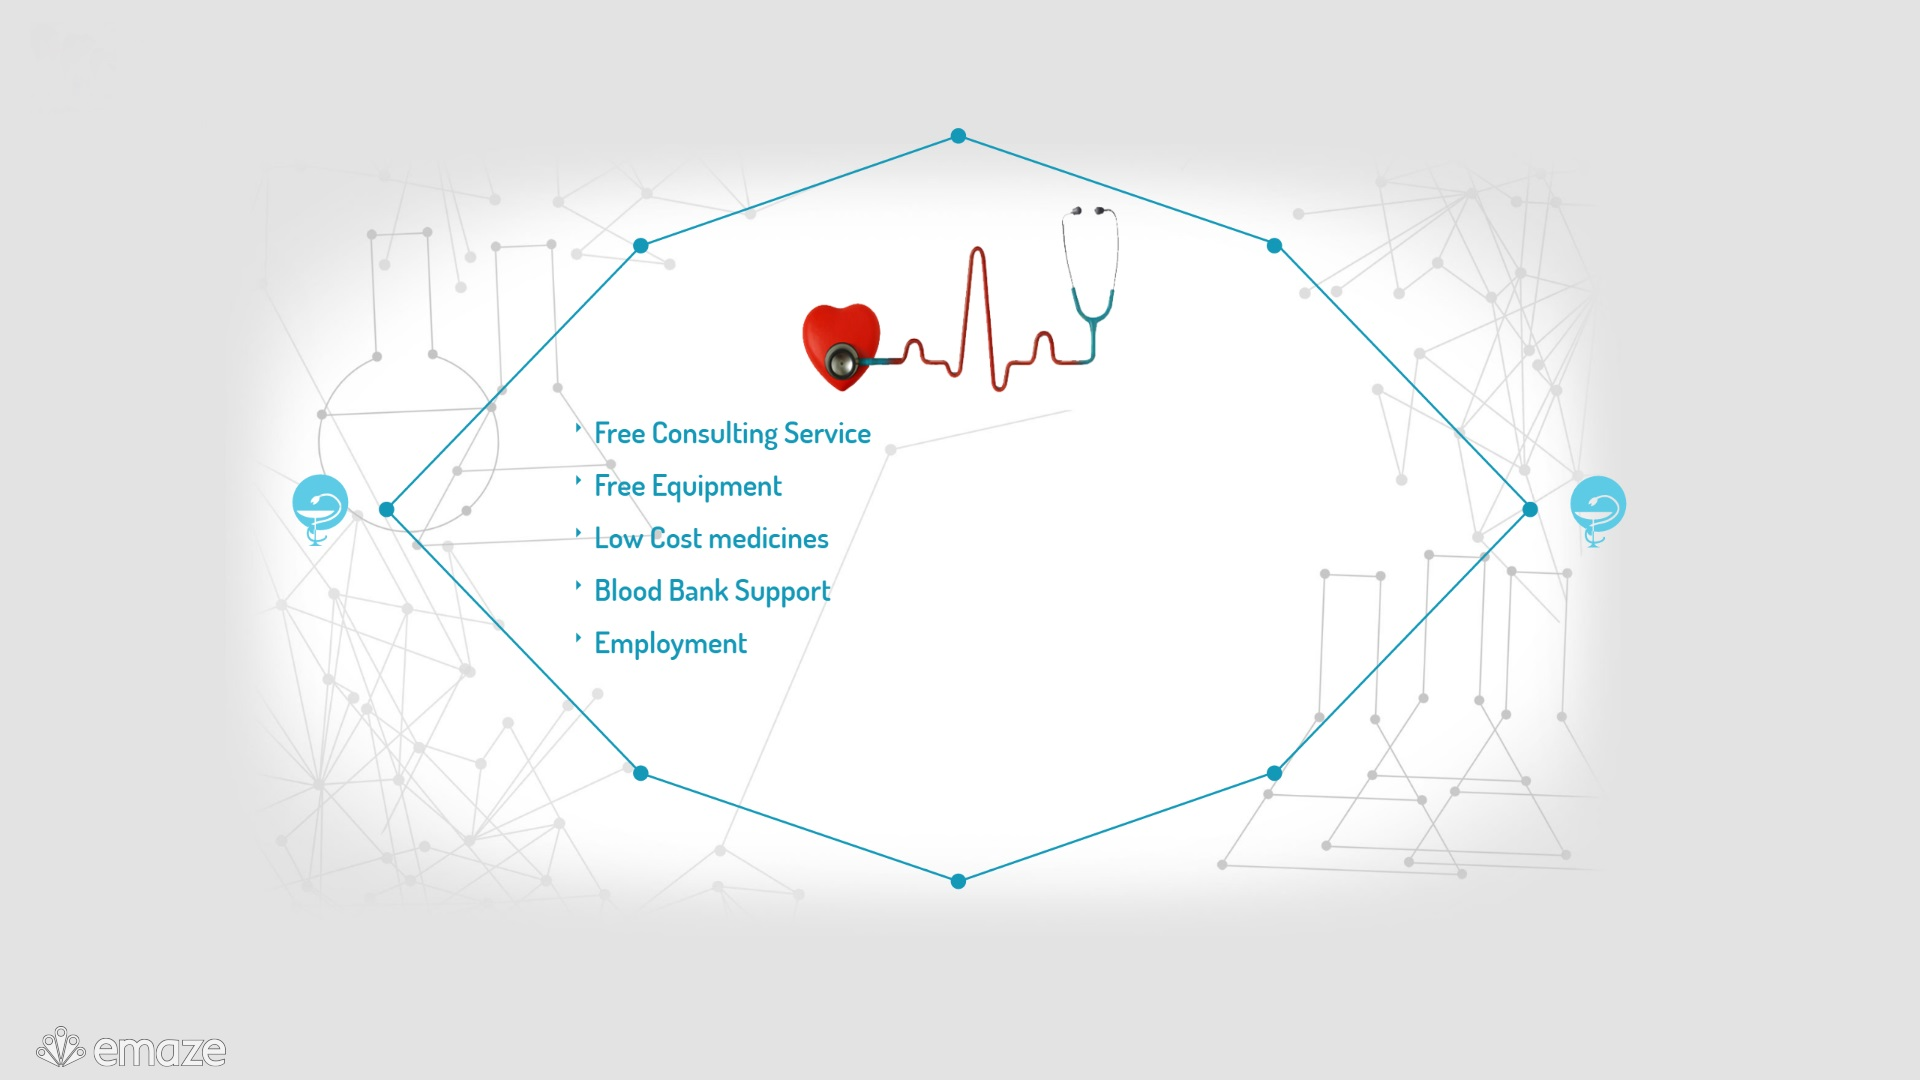 Free Consulting Service
Free Equipment
Low Cost medicines
Blood Bank Support
Employment
emaze